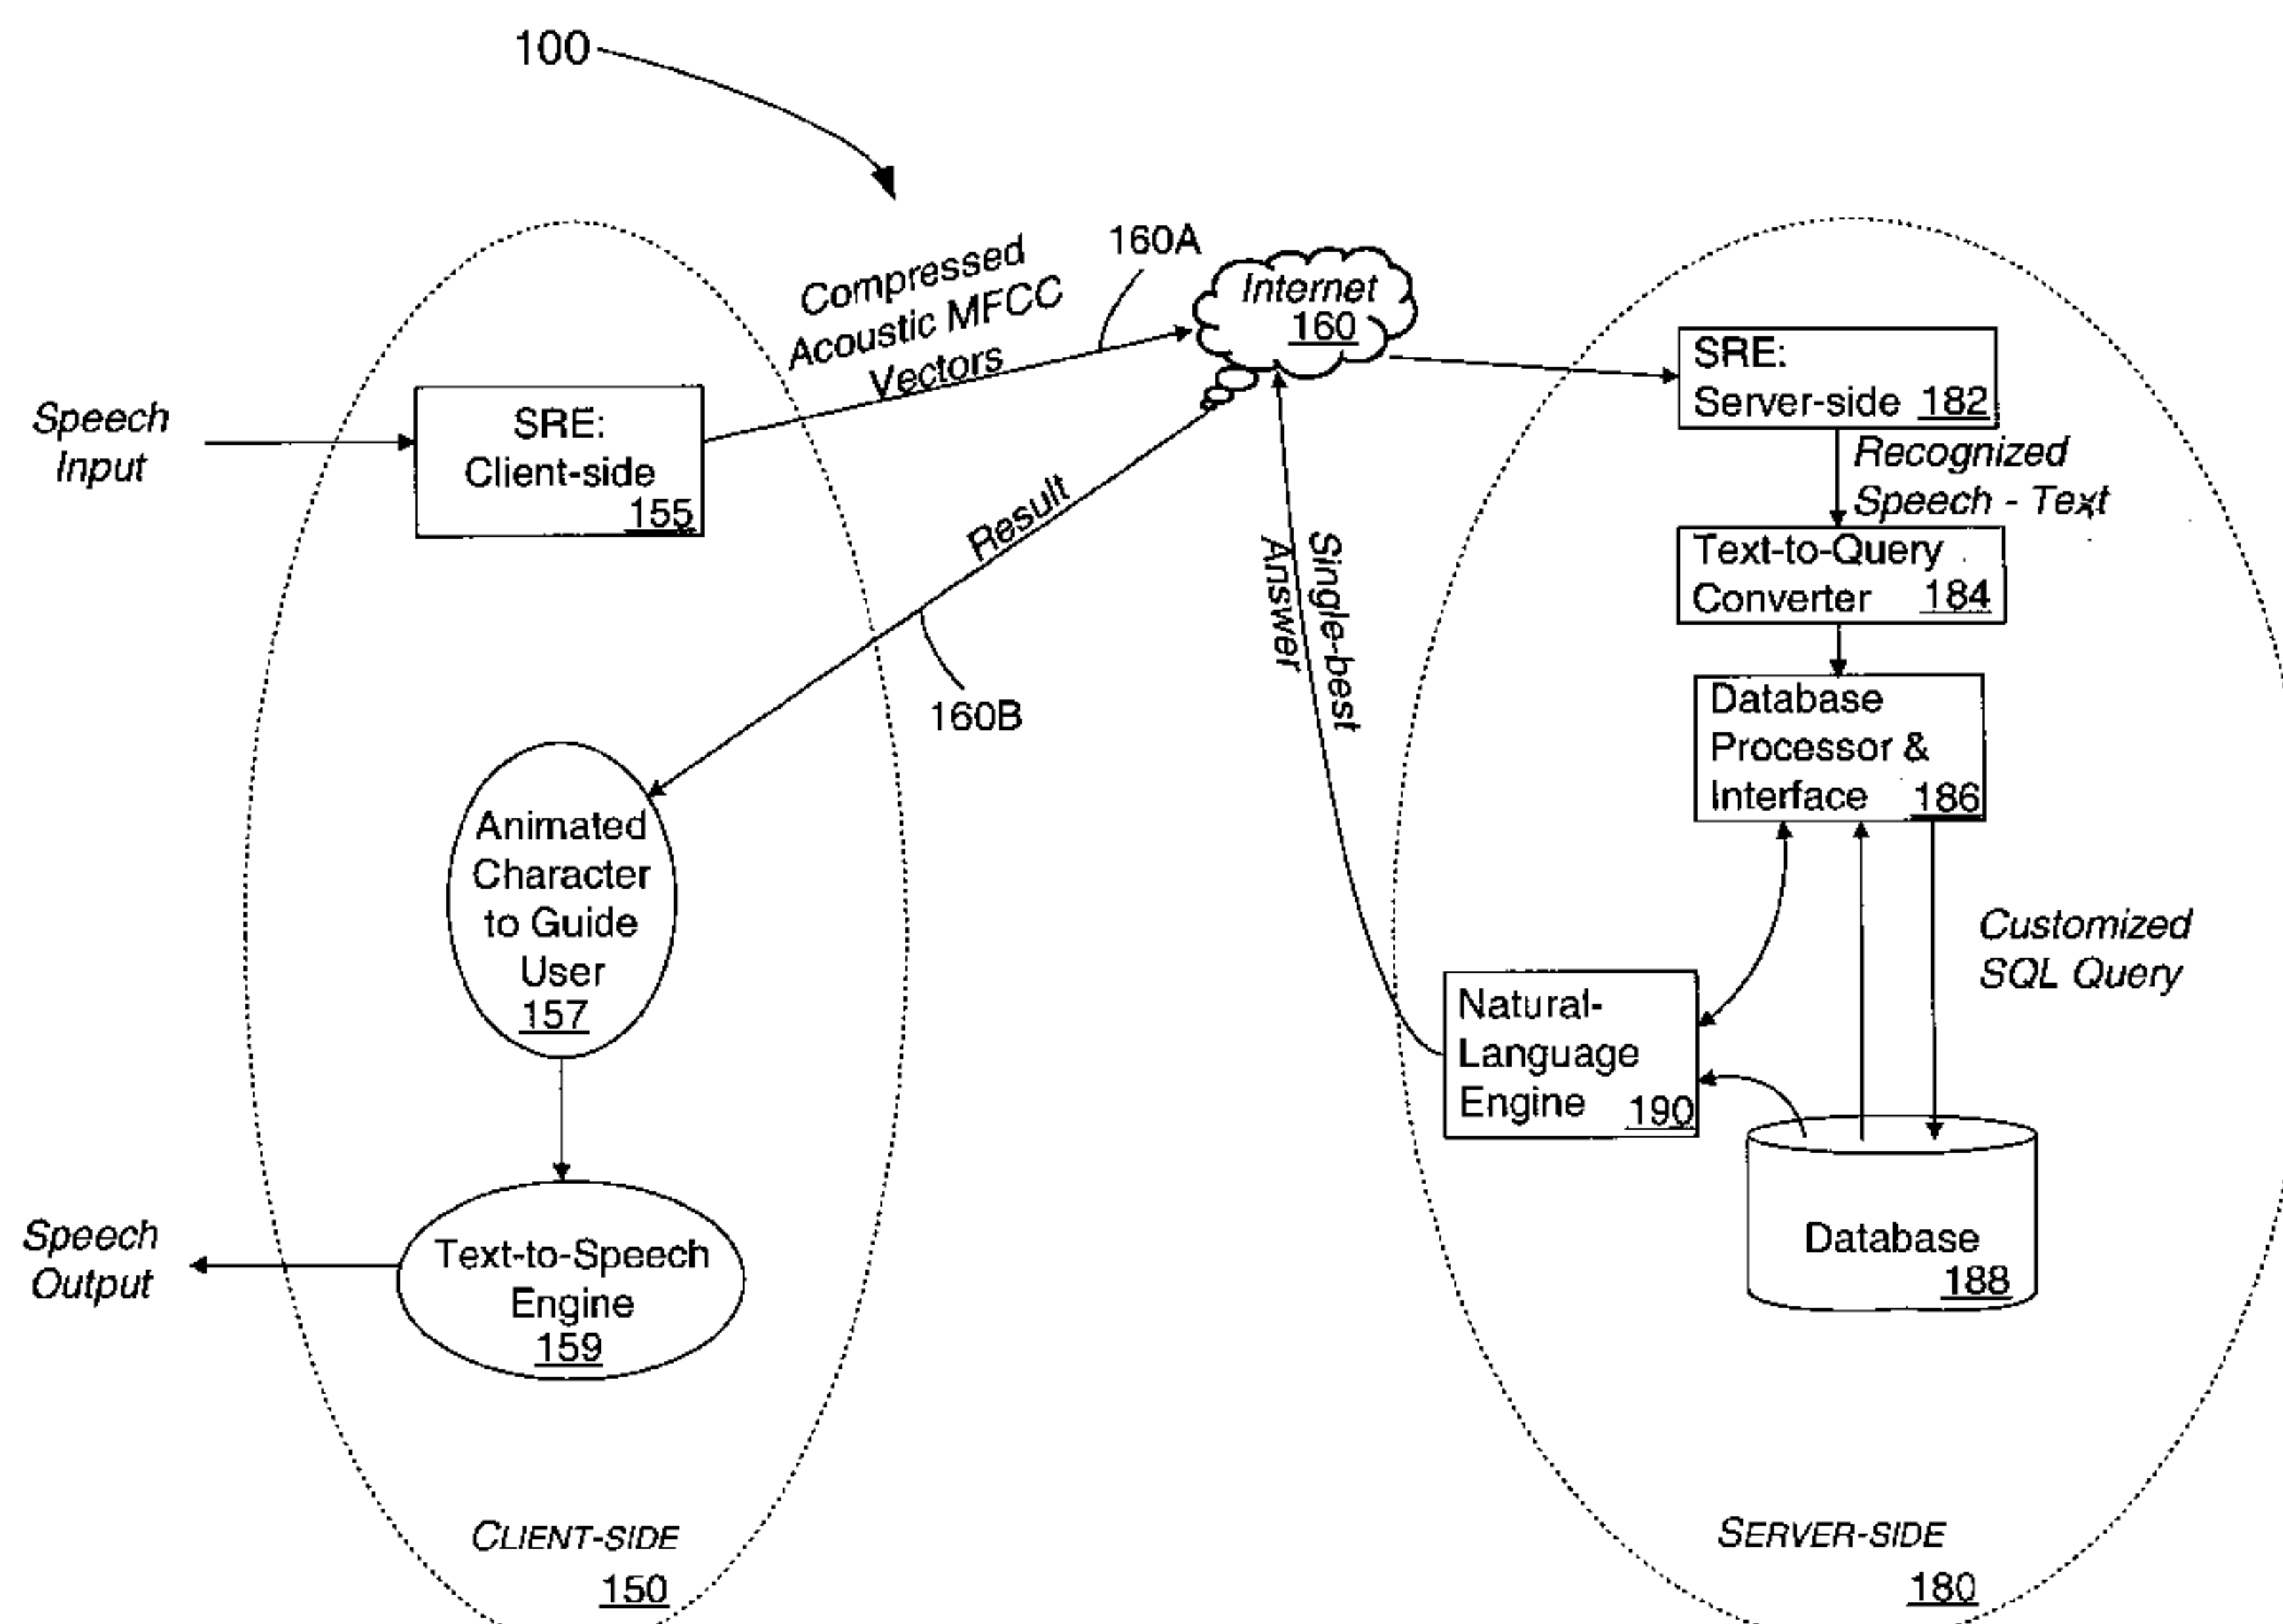 100
Compressed
Acoustic MFCC
Vectors
160A
Internet
160
Speech
Input
SRE:
Client-side
155
SRE:
Server-side 182
Recognized
Speech - Text
Text-to-Query
Converter 184
Result
160B
Single-best
Answer
Database
Processor &
Interface 186
Animated
Character
to Guide
User
157
Customized
SQL Query
Natural-
Language
Engine 190
Speech
Output
Text-to-Speech
Engine
159
Database
188
CLIENT-SIDE
150
SERVER-SIDE
180